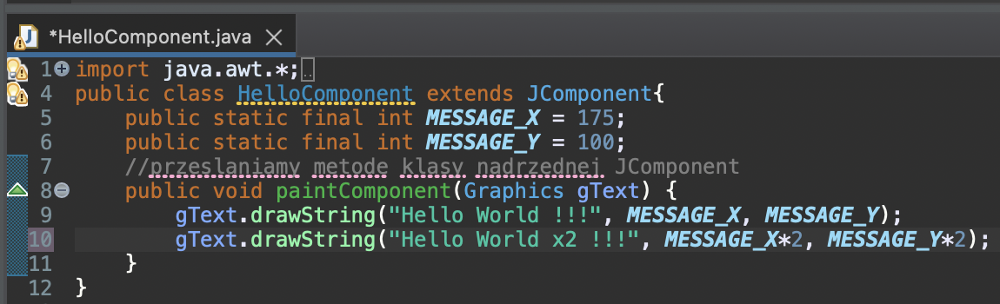 *HelloComponent.java
1 import java.awt.*;
4 public class HelloComponent extends JComponent{
5 public static final int MESSAGE_X = 175;
6 public static final int MESSAGE_Y = 100;
7 //przeslaniamy metode klasy nadrzednej JComponent
8 public void paintComponent(Graphics gText) {
9 gText.drawString("Hello World !!!", MESSAGE_X, MESSAGE_Y);
10 gText.drawString("Hello World x2 !!!", MESSAGE_X*2, MESSAGE_Y*2);
11 }
12 }